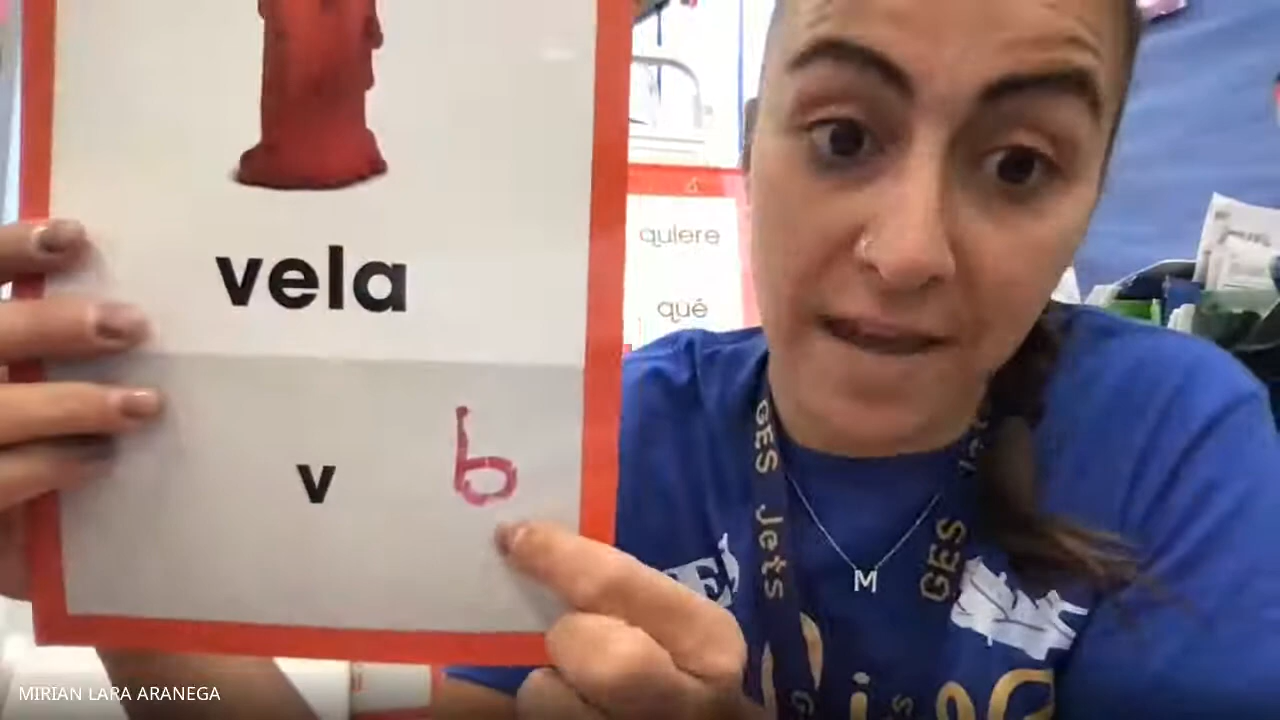 vela
v b
quiere
qué
GES Jets
GES
M
MIRIAN LARA ARANEGA